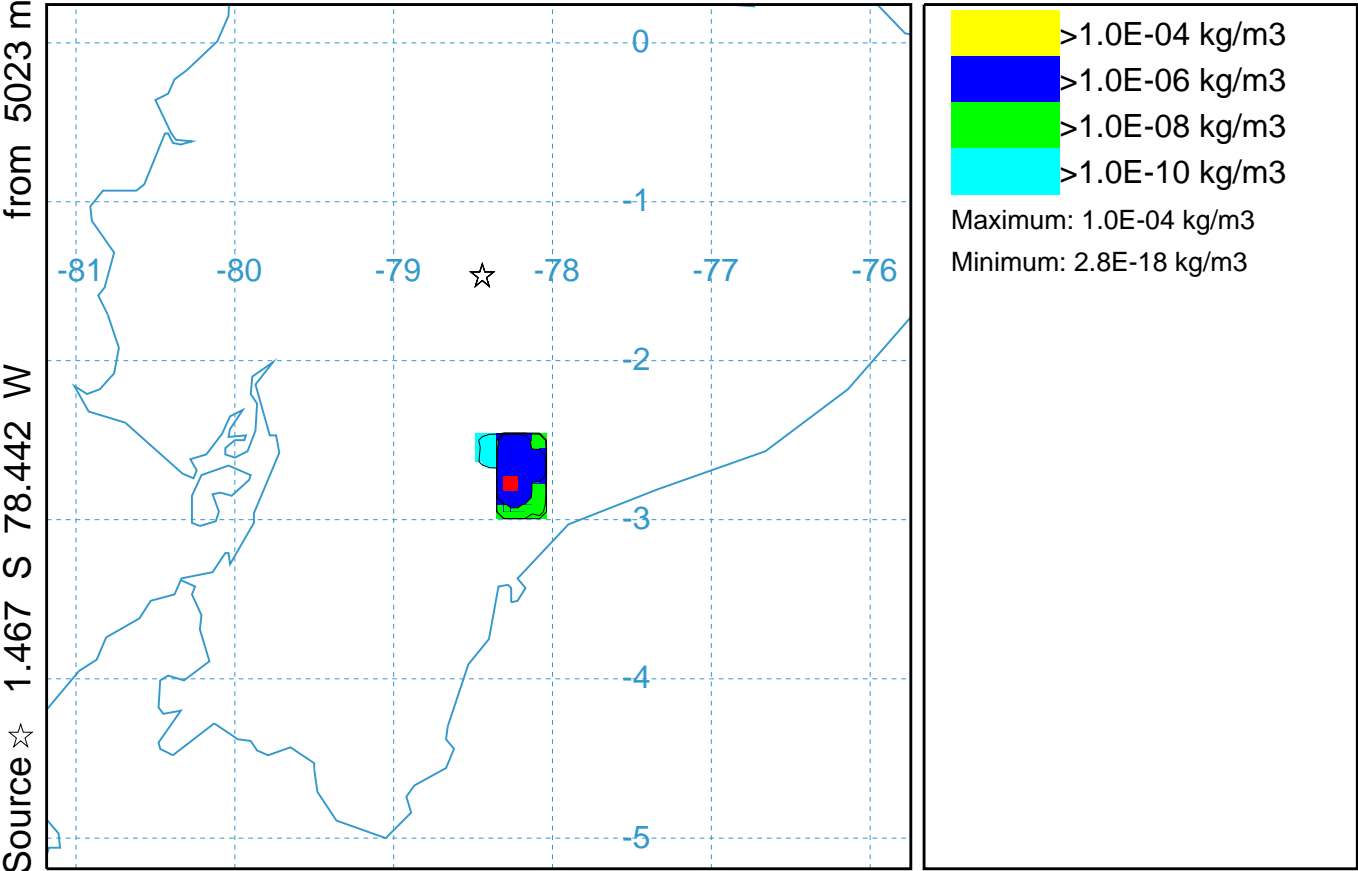 Source ☆ 1.467 S 78.442 W from 5023 m
0
-1
-81 -80 -79 -78 -77 -76
-2
-3
-4
-5
>1.0E-04 kg/m3
>1.0E-06 kg/m3
>1.0E-08 kg/m3
>1.0E-10 kg/m3
Maximum: 1.0E-04 kg/m3
Minimum: 2.8E-18 kg/m3